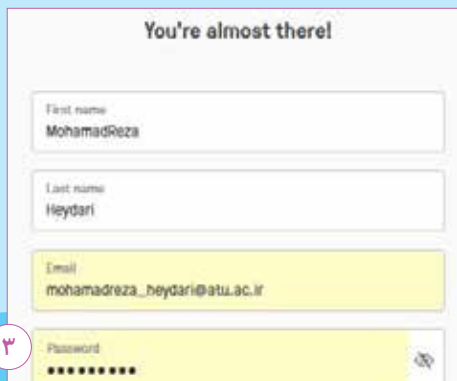 You're almost there!
First name
MohamadReza
Last name
Heydari
Email
mohamadreza_heydari@atu.ac.ir
۳
Password
•••••••••